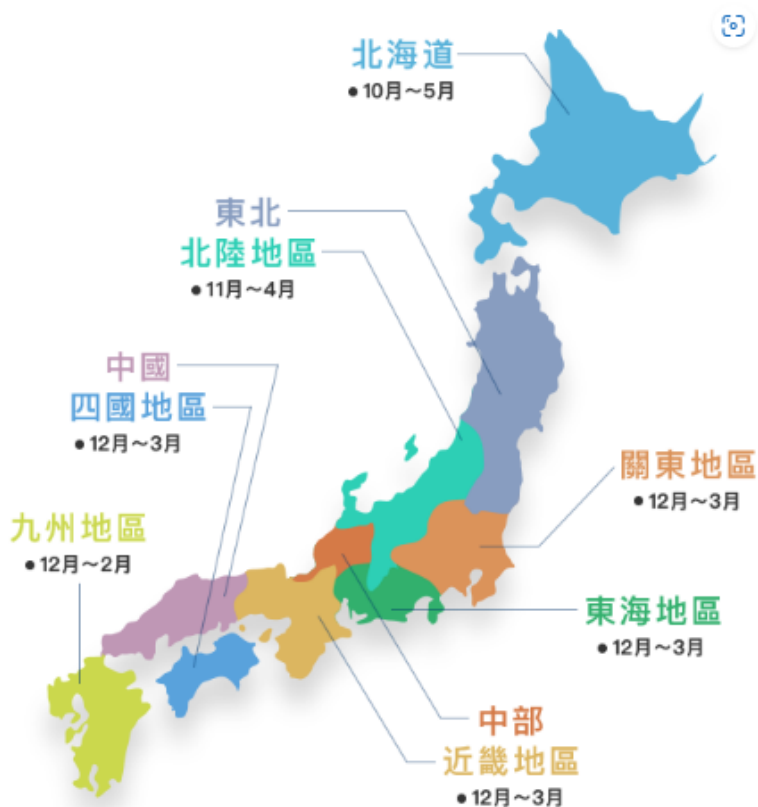 北海道
● 10月～5月
東北
北陸地區
● 11月～4月
中國
四國地區
● 12月～3月
關東地區
● 12月～3月
九州地區
● 12月～2月
東海地區
● 12月～3月
中部
近畿地區
● 12月～3月